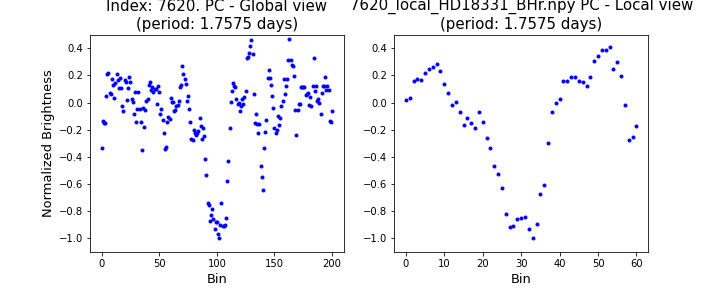 Index: 7620. PC - Global view
(period: 1.7575 days)
7620_local_HD18331_BHr.npy PC - Local view
(period: 1.7575 days)
Normalized Brightness
0.4
0.2
0.0
−0.2
−0.4
−0.6
−0.8
−1.0
0 50 100 150 200
Bin
0.4
0.2
0.0
−0.2
−0.4
−0.6
−0.8
−1.0
0 10 20 30 40 50 60
Bin